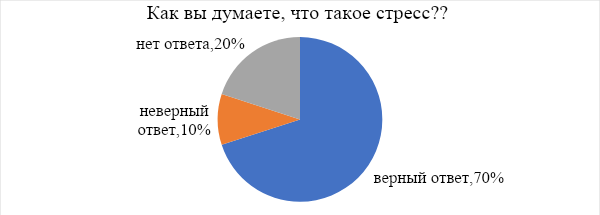 Как вы думаете, что такое стресс??
нет ответа,20%
неверный
ответ,10%
верный ответ,70%